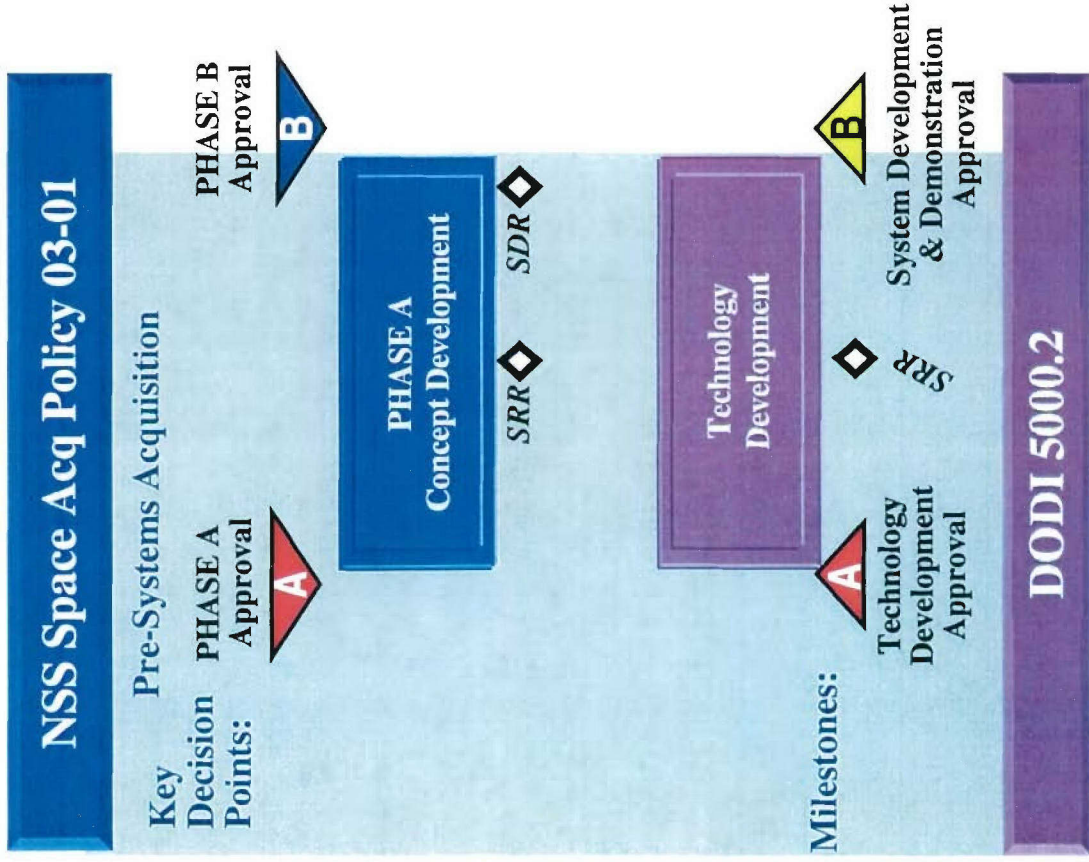 NSS Space Acq Policy 03-01
Pre-Systems Acquisition
Key
Decision
Points:
PHASE A
Approval
A
PHASE B
Approval
B
PHASE A
Concept Development
SRR
SDR
Technology
Development
Milestones:
A
Technology
Development
Approval
SRR
B
System Development
& Demonstration
Approval
DODI 5000.2